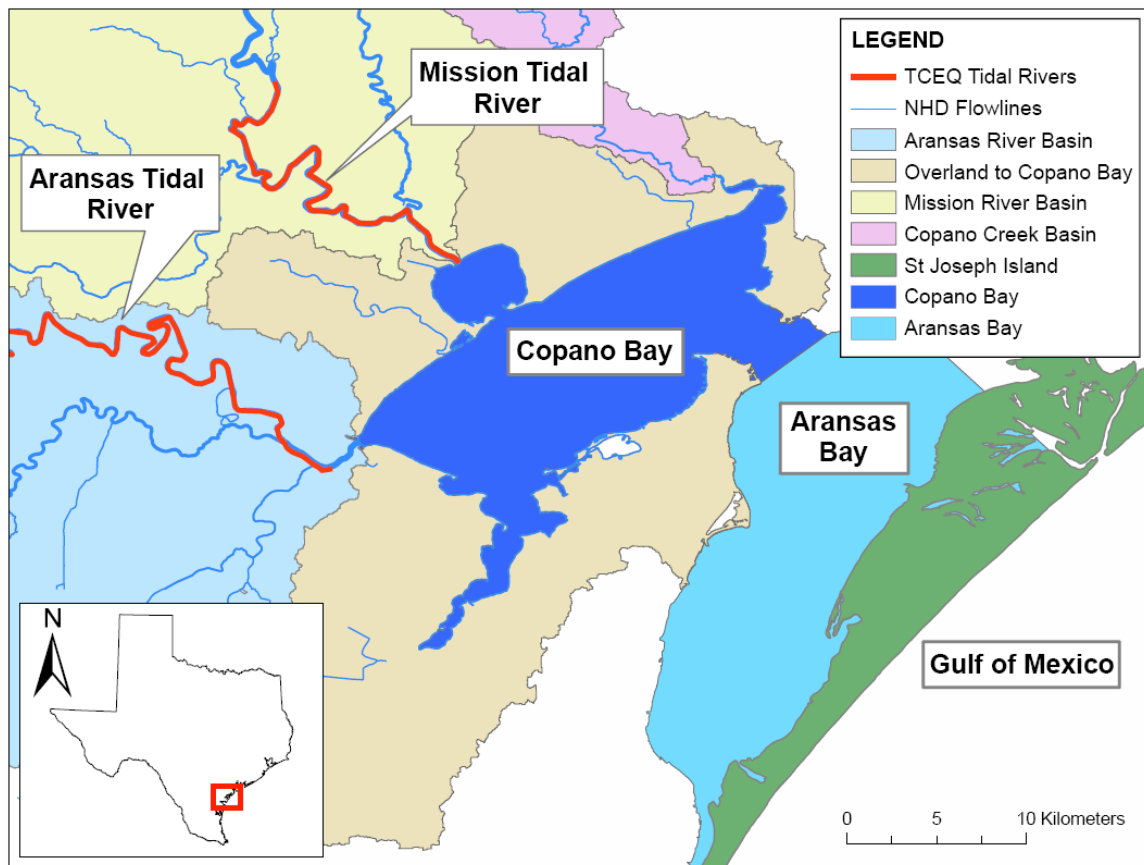 Mission Tidal
River
Aransas Tidal
River
Copano Bay
Aransas
Bay
Gulf of Mexico
LEGEND
TCEQ Tidal Rivers
NHD Flowlines
Aransas River Basin
Overland to Copano Bay
Mission River Basin
Copano Creek Basin
St Joseph Island
Copano Bay
Aransas Bay
N
0 5 10 Kilometers